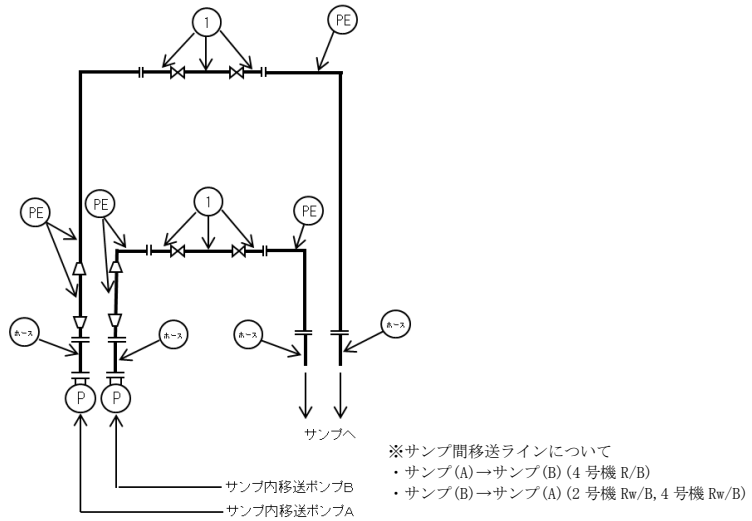 1
PE
PE
PE
1
PE
ホース
ホース
ホース
ホース
P
P
サンプへ
サンプ内移送ポンプB
サンプ内移送ポンプA
※サンプ間移送ラインについて
・サンプ(A)→サンプ(B)(4 号機 R/B)
・サンプ(B)→サンプ(A)(2 号機 Rw/B,4 号機 Rw/B)